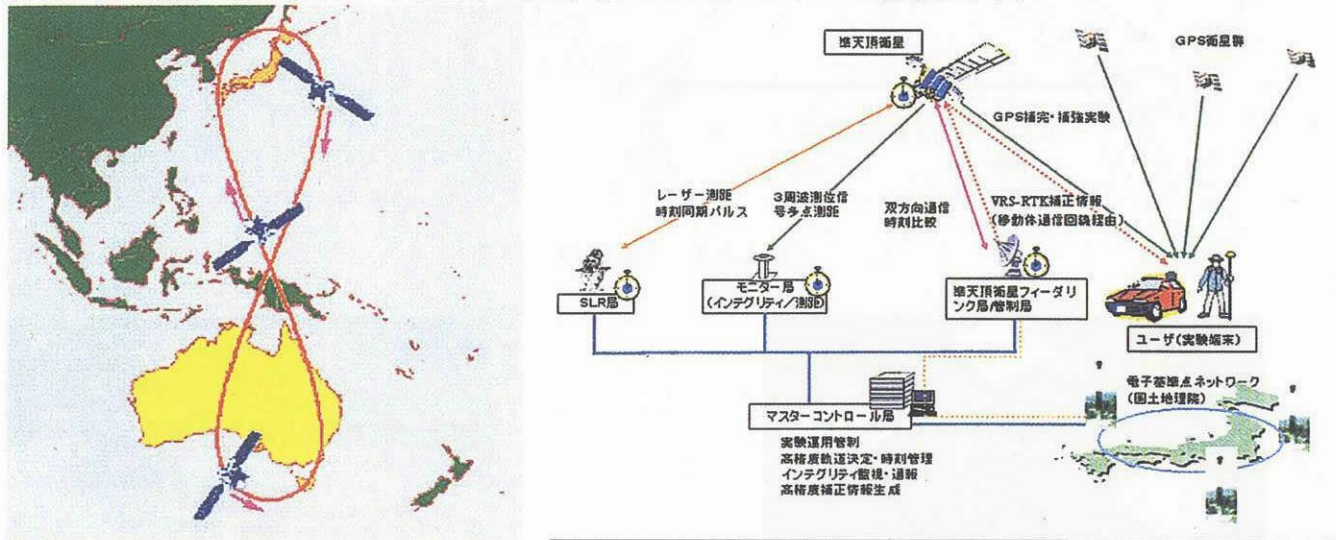 準天頂衛星
GPS衛星群
GPS補完・補強実験
レーザー測距
時刻同期パルス
3周波測位信
号多点測距
双方向通信
時刻比較
VRS-RTK補正情報
(移動体通信回線経由)
SLR局
モニター局
(インテグリティ/測距)
準天頂衛星フィーダリ
ンク局/管制局
ユーザ(実験端末)
電子基準点ネットワーク
(国土地理院)
マスターコントロール局
実験運用管制
高精度軌道決定・時刻管理
インテグリティ監視・通報
高精度補正情報生成